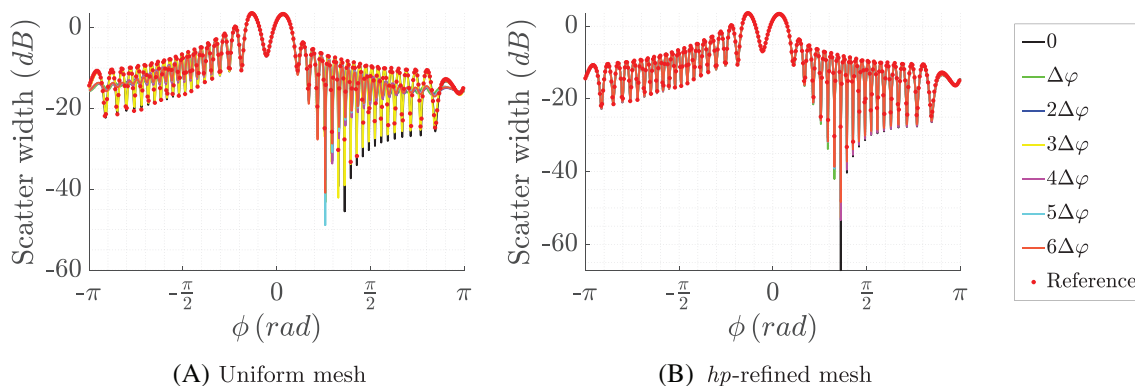 Scatter width (dB)
0
-20
-40
-60
-π
-π/2
0
π/2
π
ϕ (rad)
(A) Uniform mesh
Scatter width (dB)
0
-20
-40
-60
-π
-π/2
0
π/2
π
ϕ (rad)
(B) hp-refined mesh
0
Δφ
2Δφ
3Δφ
4Δφ
5Δφ
6Δφ
Reference